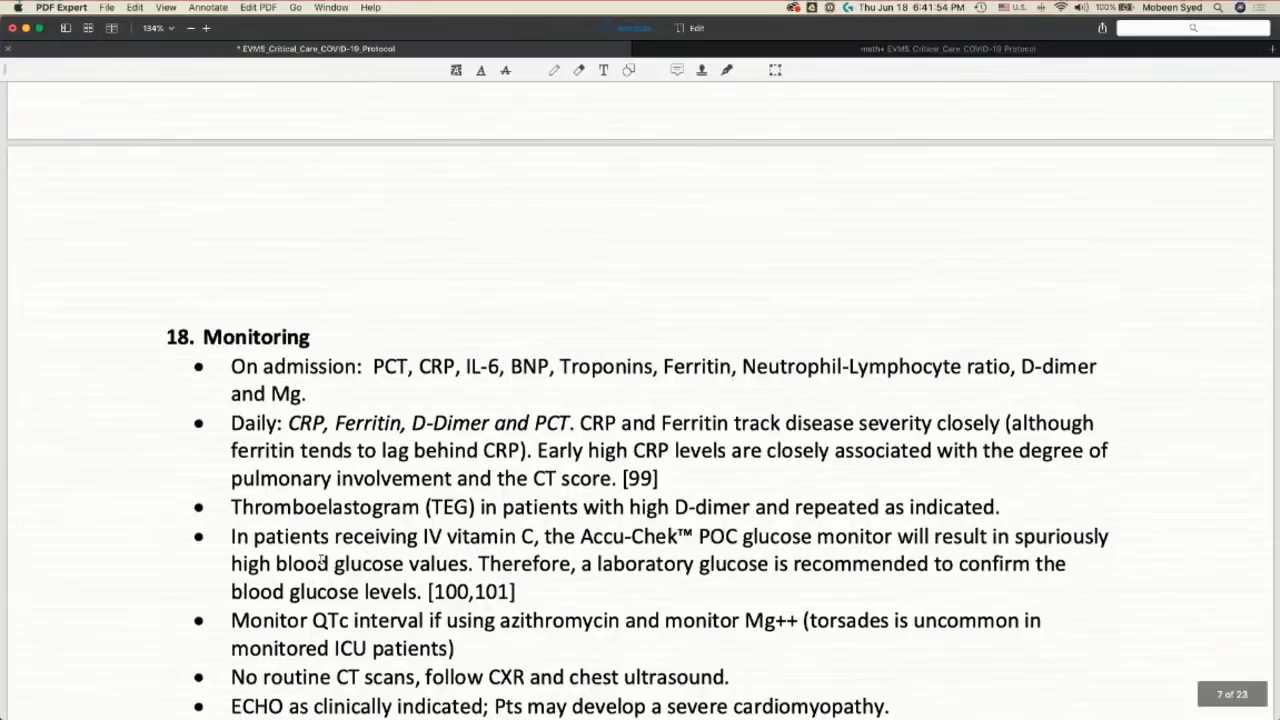 PDF Expert File Edit View Annotate Edit PDF Go Window Help 100% Thu Jun 18 6:41:54 PM U.S. 100% Mobeen Syed
134% Annotate Edit
* EVMS_Critical_Care_COVID-19_Protocol math+ EVMS_Critical_Care_COVID-19_Protocol
18. Monitoring
• On admission: PCT, CRP, IL-6, BNP, Troponins, Ferritin, Neutrophil-Lymphocyte ratio, D-dimer
and Mg.
• Daily: CRP, Ferritin, D-Dimer and PCT. CRP and Ferritin track disease severity closely (although
ferritin tends to lag behind CRP). Early high CRP levels are closely associated with the degree of
pulmonary involvement and the CT score. [99]
• Thromboelastogram (TEG) in patients with high D-dimer and repeated as indicated.
• In patients receiving IV vitamin C, the Accu-Chek™ POC glucose monitor will result in spuriously
high blood glucose values. Therefore, a laboratory glucose is recommended to confirm the
blood glucose levels. [100,101]
• Monitor QTc interval if using azithromycin and monitor Mg++ (torsades is uncommon in
monitored ICU patients)
• No routine CT scans, follow CXR and chest ultrasound.
• ECHO as clinically indicated; Pts may develop a severe cardiomyopathy.
7 of 23